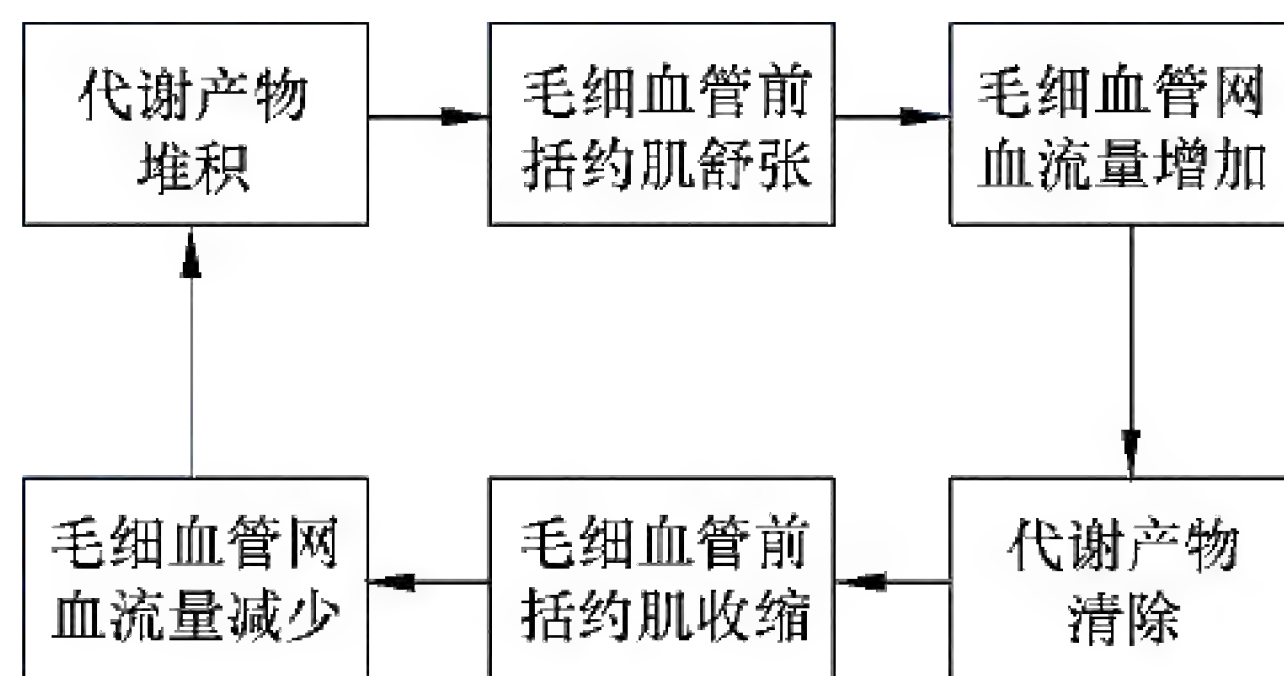 代谢产物
堆积
毛细血管前
括约肌舒张
毛细血管网
血流量增加
毛细血管网
血流量减少
毛细血管前
括约肌收缩
代谢产物
清除